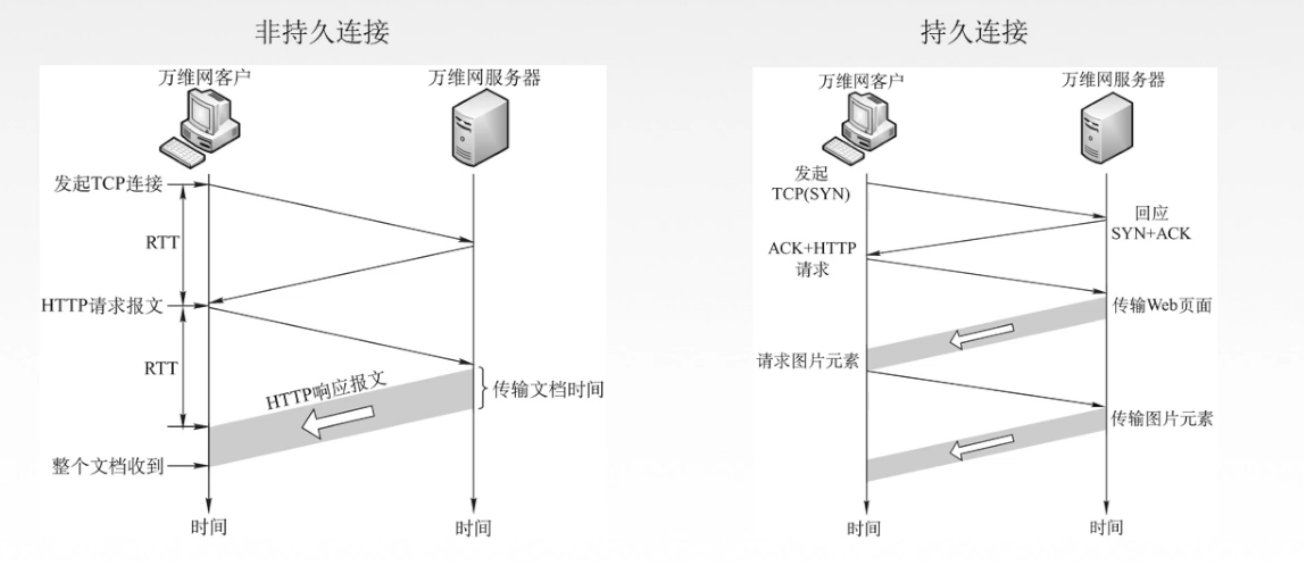 非持久连接
万维网客户
万维网服务器
发起TCP连接
RTT
HTTP请求报文
RTT
HTTP响应报文
传输文档时间
整个文档收到
时间
时间
持久连接
万维网客户
万维网服务器
发起
TCP(SYN)
回应
SYN+ACK
ACK+HTTP
请求
传输Web页面
请求图片元素
传输图片元素
时间
时间